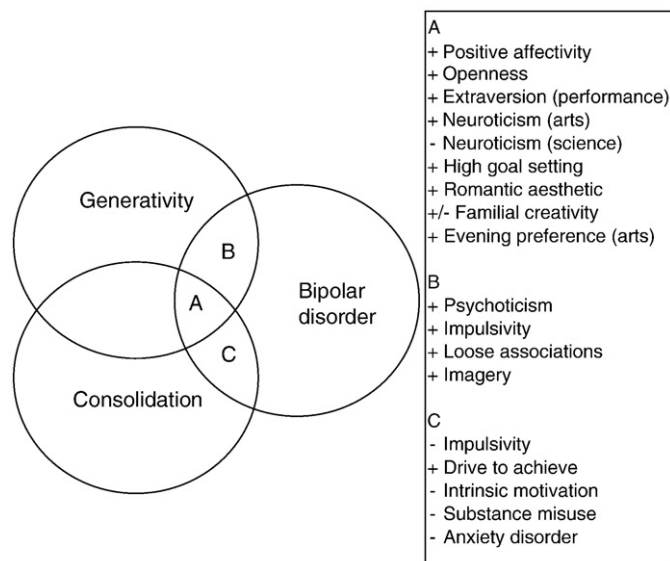 Generativity
B
A
Bipolar
disorder
C
Consolidation
A
+ Positive affectivity
+ Openness
+ Extraversion (performance)
+ Neuroticism (arts)
- Neuroticism (science)
+ High goal setting
+ Romantic aesthetic
+/- Familial creativity
+ Evening preference (arts)
B
+ Psychoticism
+ Impulsivity
+ Loose associations
+ Imagery
C
- Impulsivity
+ Drive to achieve
- Intrinsic motivation
- Substance misuse
- Anxiety disorder